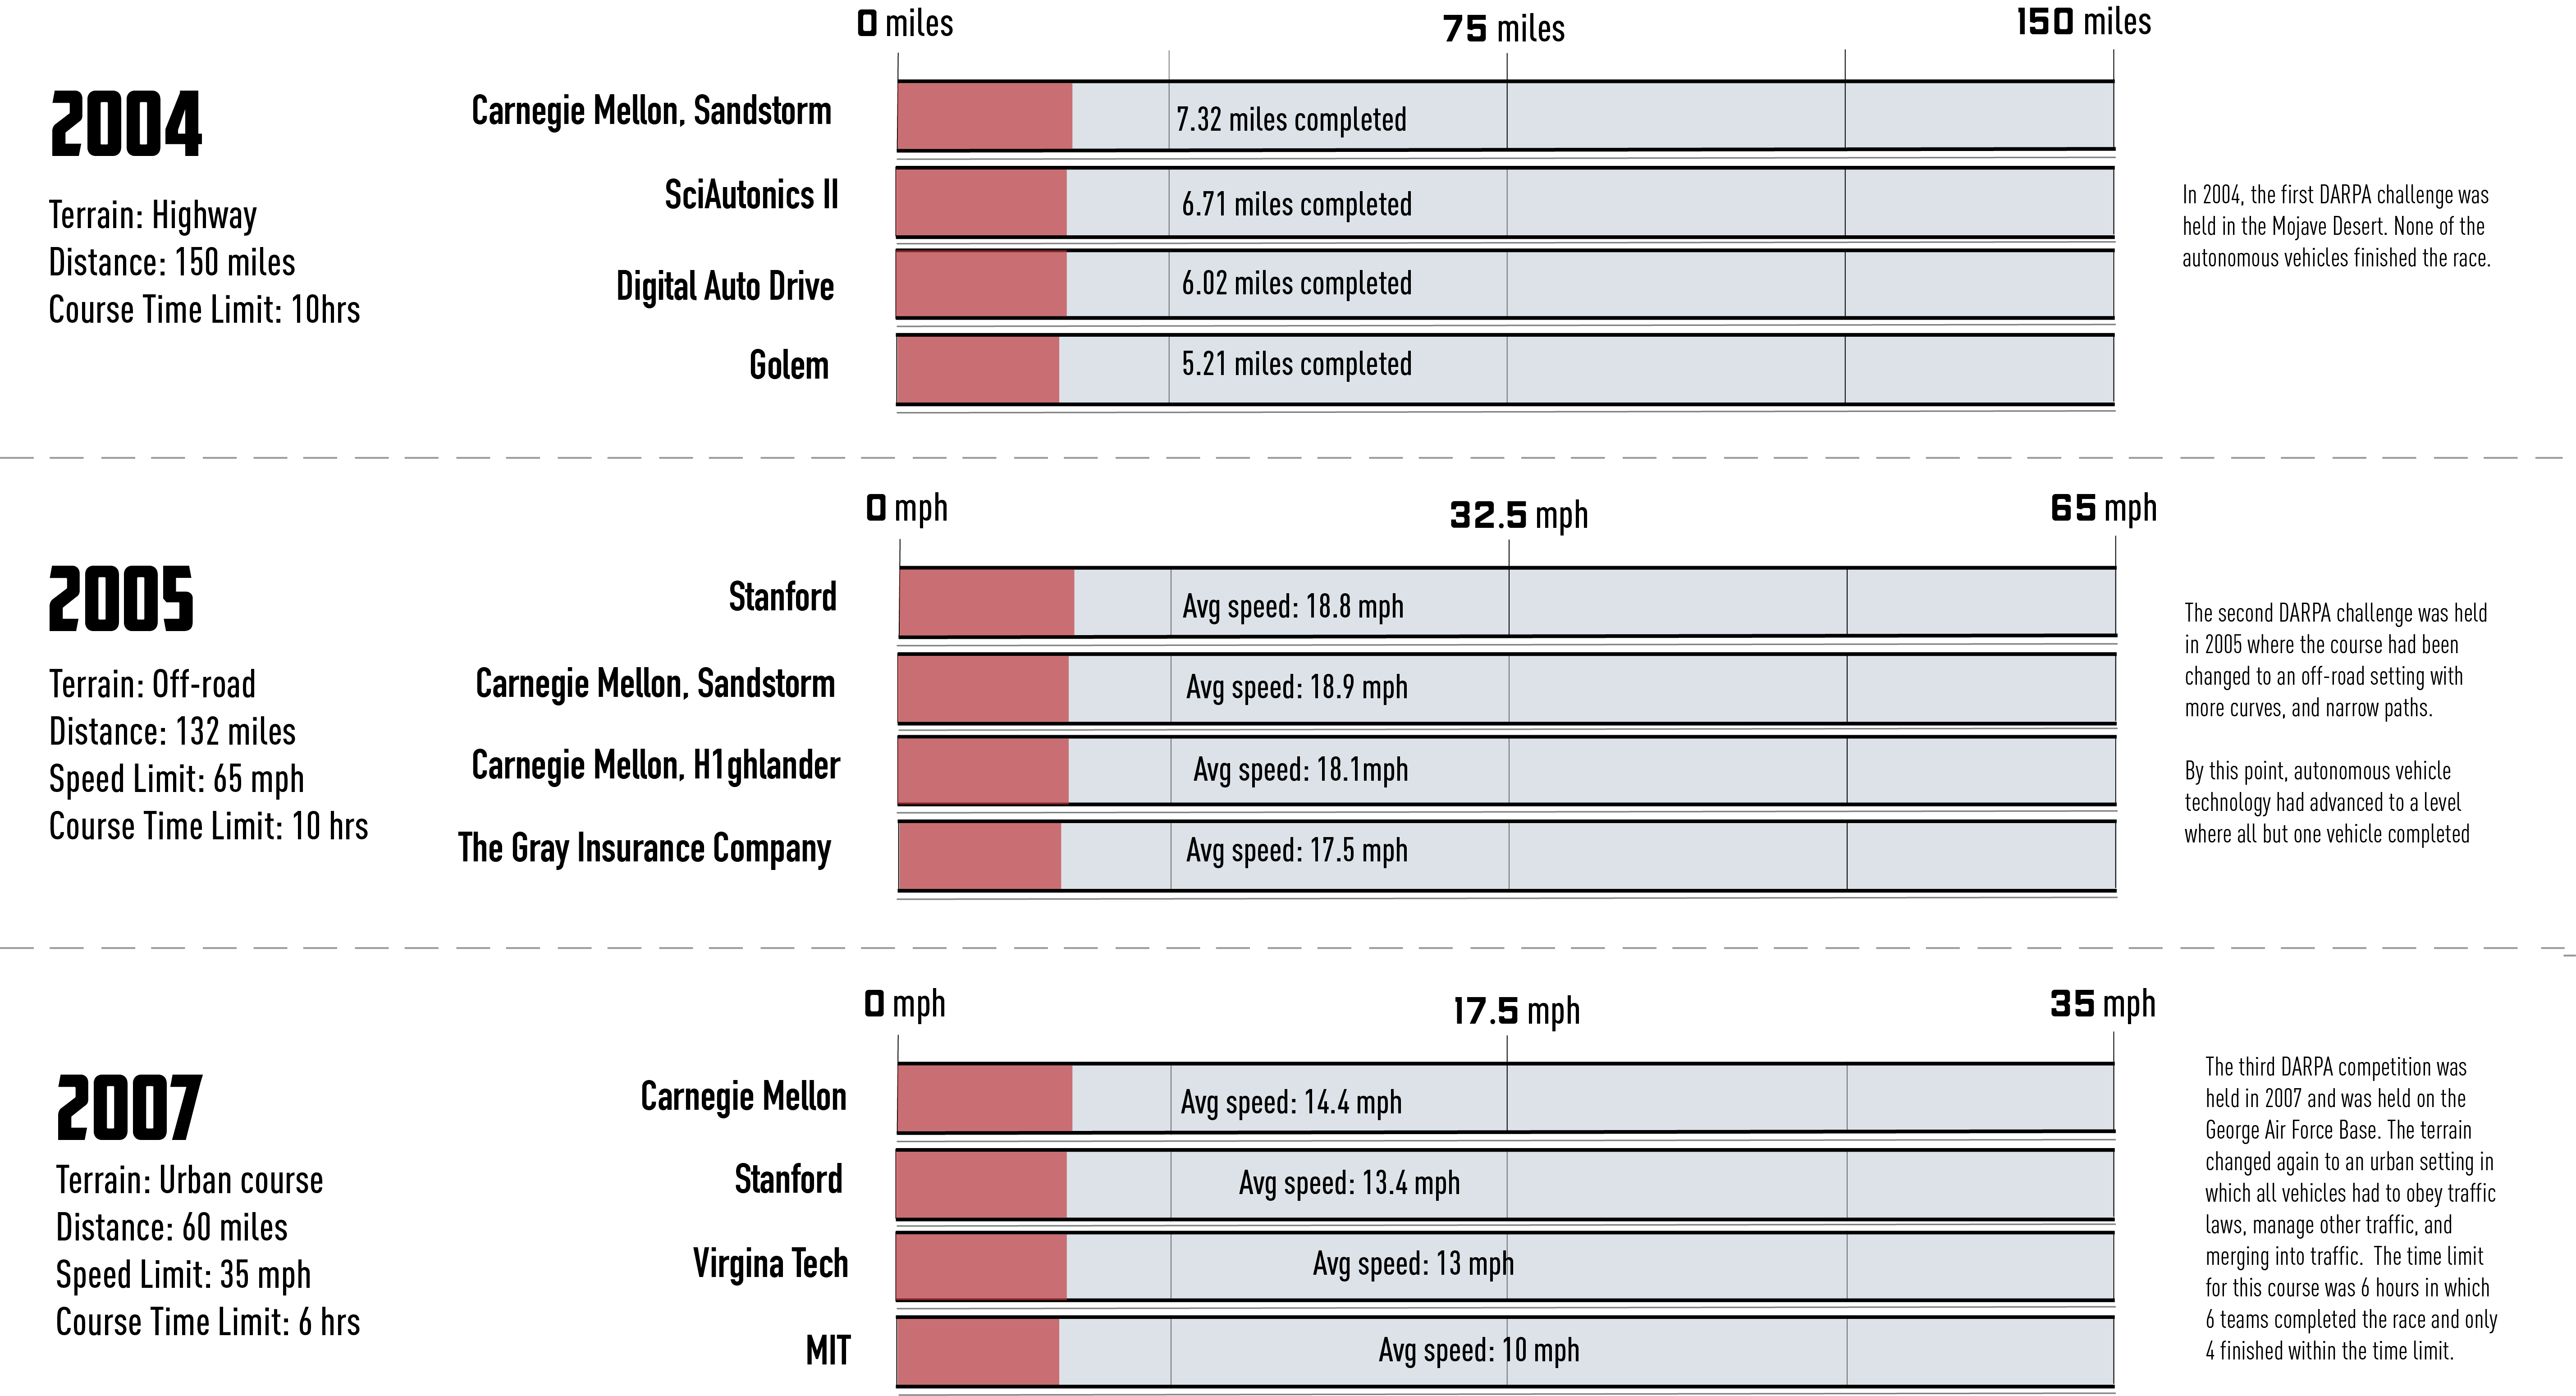 0 miles
75 miles
150 miles
2004
Terrain: Highway
Distance: 150 miles
Course Time Limit: 10hrs
Carnegie Mellon, Sandstorm
7.32 miles completed
SciAutonics II
6.71 miles completed
Digital Auto Drive
6.02 miles completed
Golem
5.21 miles completed
In 2004, the first DARPA challenge was
held in the Mojave Desert. None of the
autonomous vehicles finished the race.
0 mph
32.5 mph
65 mph
2005
Terrain: Off-road
Distance: 132 miles
Speed Limit: 65 mph
Course Time Limit: 10 hrs
Stanford
Avg speed: 18.8 mph
Carnegie Mellon, Sandstorm
Avg speed: 18.9 mph
Carnegie Mellon, H1ghlander
Avg speed: 18.1mph
The Gray Insurance Company
Avg speed: 17.5 mph
The second DARPA challenge was held
in 2005 where the course had been
changed to an off-road setting with
more curves, and narrow paths.
By this point, autonomous vehicle
technology had advanced to a level
where all but one vehicle completed
0 mph
17.5 mph
35 mph
2007
Terrain: Urban course
Distance: 60 miles
Speed Limit: 35 mph
Course Time Limit: 6 hrs
Carnegie Mellon
Avg speed: 14.4 mph
Stanford
Avg speed: 13.4 mph
Virgina Tech
Avg speed: 13 mph
MIT
Avg speed: 10 mph
The third DARPA competition was
held in 2007 and was held on the
George Air Force Base. The terrain
changed again to an urban setting in
which all vehicles had to obey traffic
laws, manage other traffic, and
merging into traffic. The time limit
for this course was 6 hours in which
6 teams completed the race and only
4 finished within the time limit.